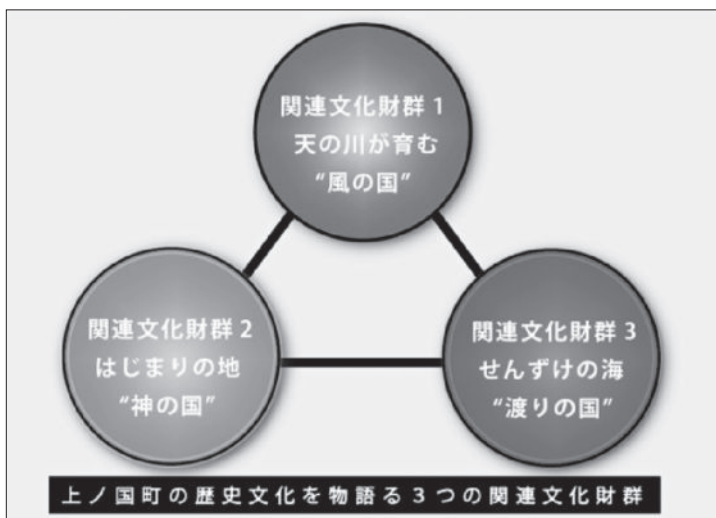 関連文化財群 1
天の川が育む
“風の国”
関連文化財群 2
はじまりの地
“神の国”
関連文化財群 3
せんずけの海
“渡りの国”
上ノ国町の歴史文化を物語る３つの関連文化財群